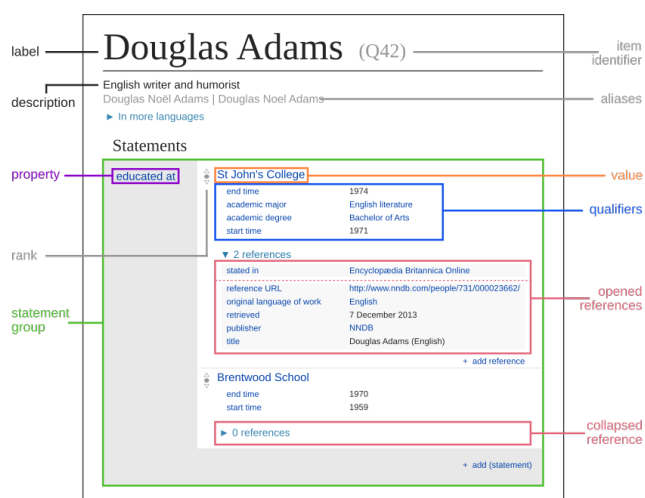 Douglas Adams (Q42)
label
item
identifier
English writer and humorist
description
Douglas Noël Adams | Douglas Noel Adams
aliases
► In more languages
Statements
property
educated at
St John's College
value
end time 1974
academic major English literature
academic degree Bachelor of Arts
start time 1971
qualifiers
rank
▼ 2 references
stated in Encyclopædia Britannica Online
reference URL http://www.nndb.com/people/731/000023662/
original language of work English
retrieved 7 December 2013
publisher NNDB
title Douglas Adams (English)
opened
references
statement
group
+ add reference
Brentwood School
end time 1970
start time 1959
► 0 references
collapsed
reference
+ add (statement)